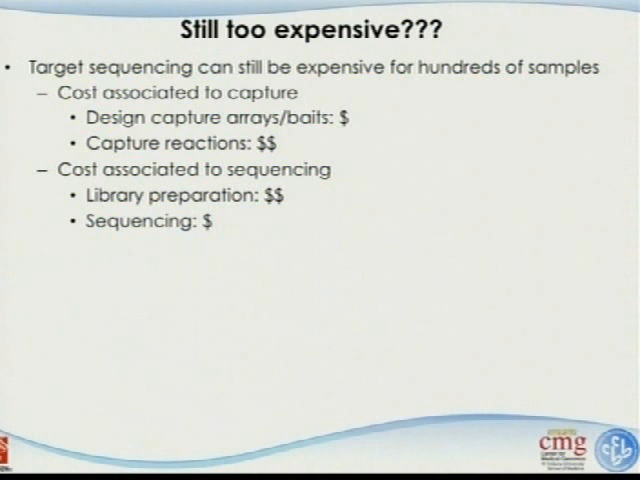 Still too expensive???
• Target sequencing can still be expensive for hundreds of samples
– Cost associated to capture
• Design capture arrays/baits: $
• Capture reactions: $$
– Cost associated to sequencing
• Library preparation: $$
• Sequencing: $
cmg